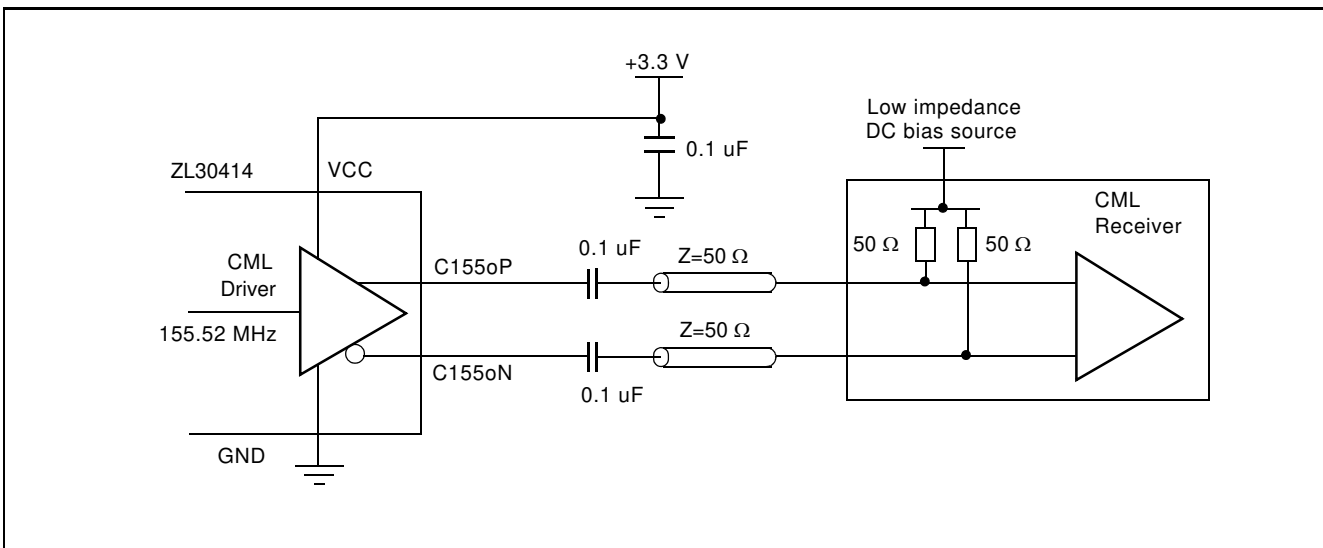 +3.3 V
Low impedance
DC bias source
0.1 uF
ZL30414
VCC
CML
Receiver
0.1 uF
50 Ω
50 Ω
CML
Driver
C155oP
Z=50 Ω
155.52 MHz
Z=50 Ω
C155oN
0.1 uF
GND